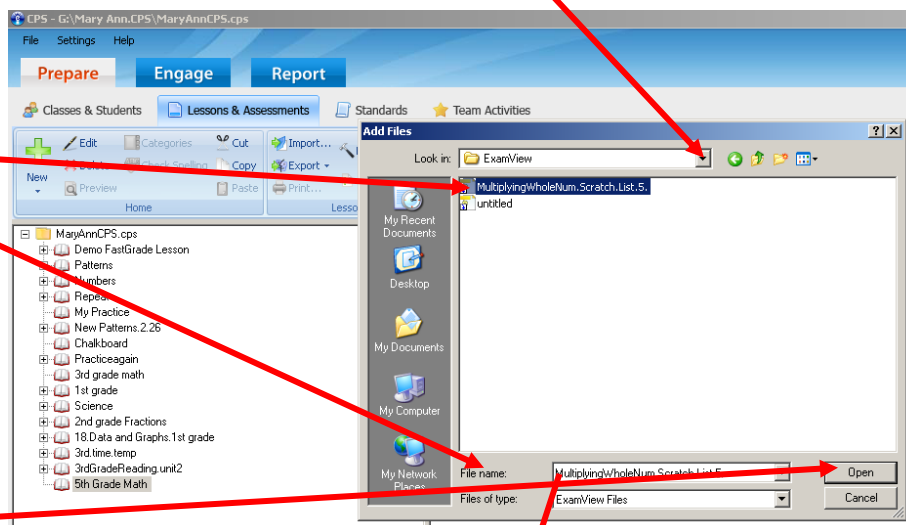 CPS - G:\Mary Ann.CPS\MaryAnnCPS.cps
File Settings Help
Prepare Engage Report
Classes & Students Lessons & Assessments Standards Team Activities
Add Files
Edit Categories Cut Import...
Look in: ExamView
Delete Check Spelling Copy Export
New
Preview Paste Print...
Home
MultiplyingWholeNum.Scratch.List.5.
untitled
My Recent Documents
Desktop
My Documents
My Computer
My Network Places
MaryAnnCPS.cps
Demo FastGrade Lesson
Patterns
Numbers
Repeat
My Practice
New Patterns.2.26
Chalkboard
Practiceagain
3rd grade math
1st grade
Science
2nd grade Fractions
18.Data and Graphs.1st grade
3rd.time.temp
3rdGradeReading.unit2
5th Grade Math
File name: MultiplyingWholeNum.Scratch.List.5 Open
Files of type: ExamView Files Cancel